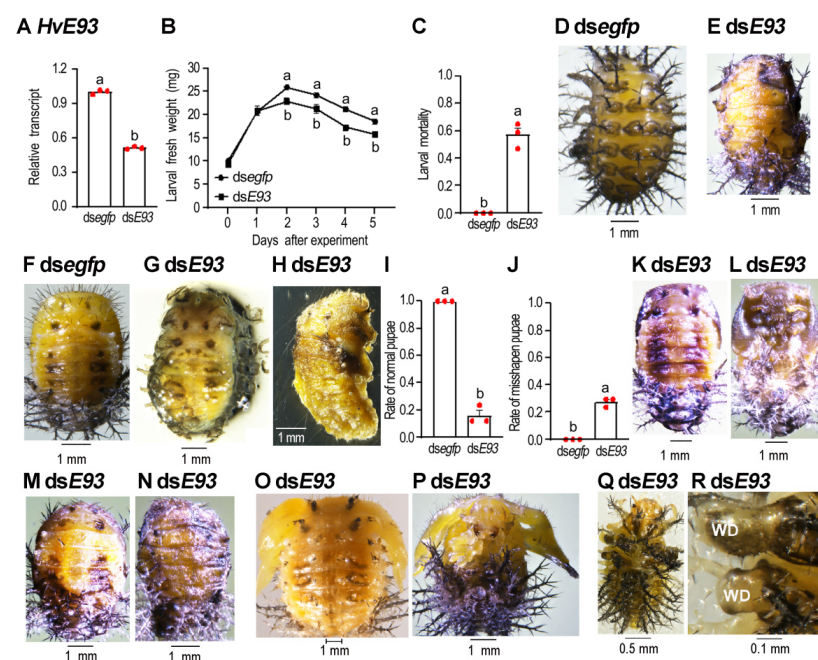 A HvE93
Relative transcript
1.2
0.9
0.6
0.3
0.0
a
b
dsegfp
dsE93
B
Larval fresh weight (mg)
30
25
20
15
10
5
0
a a a a
b b b b
dsegfp
dsE93
0 1 2 3 4 5
Days after experiment
C
Larval mortality
1.0
0.8
0.6
0.4
0.2
0.0
a
b
dsegfp
dsE93
D dsegfp
1 mm
E dsE93
1 mm
F dsegfp
1 mm
G dsE93
1 mm
H dsE93
1 mm
I
Rate of normal pupae
1.0
0.8
0.6
0.4
0.2
0.0
a
b
dsegfp
dsE93
J
Rate of misshapen pupae
1.0
0.8
0.6
0.4
0.2
0.0
b
a
dsegfp
dsE93
K dsE93
1 mm
L dsE93
1 mm
M dsE93
1 mm
N dsE93
1 mm
O dsE93
1 mm
P dsE93
1 mm
Q dsE93
0.5 mm
R dsE93
WD
WD
0.1 mm